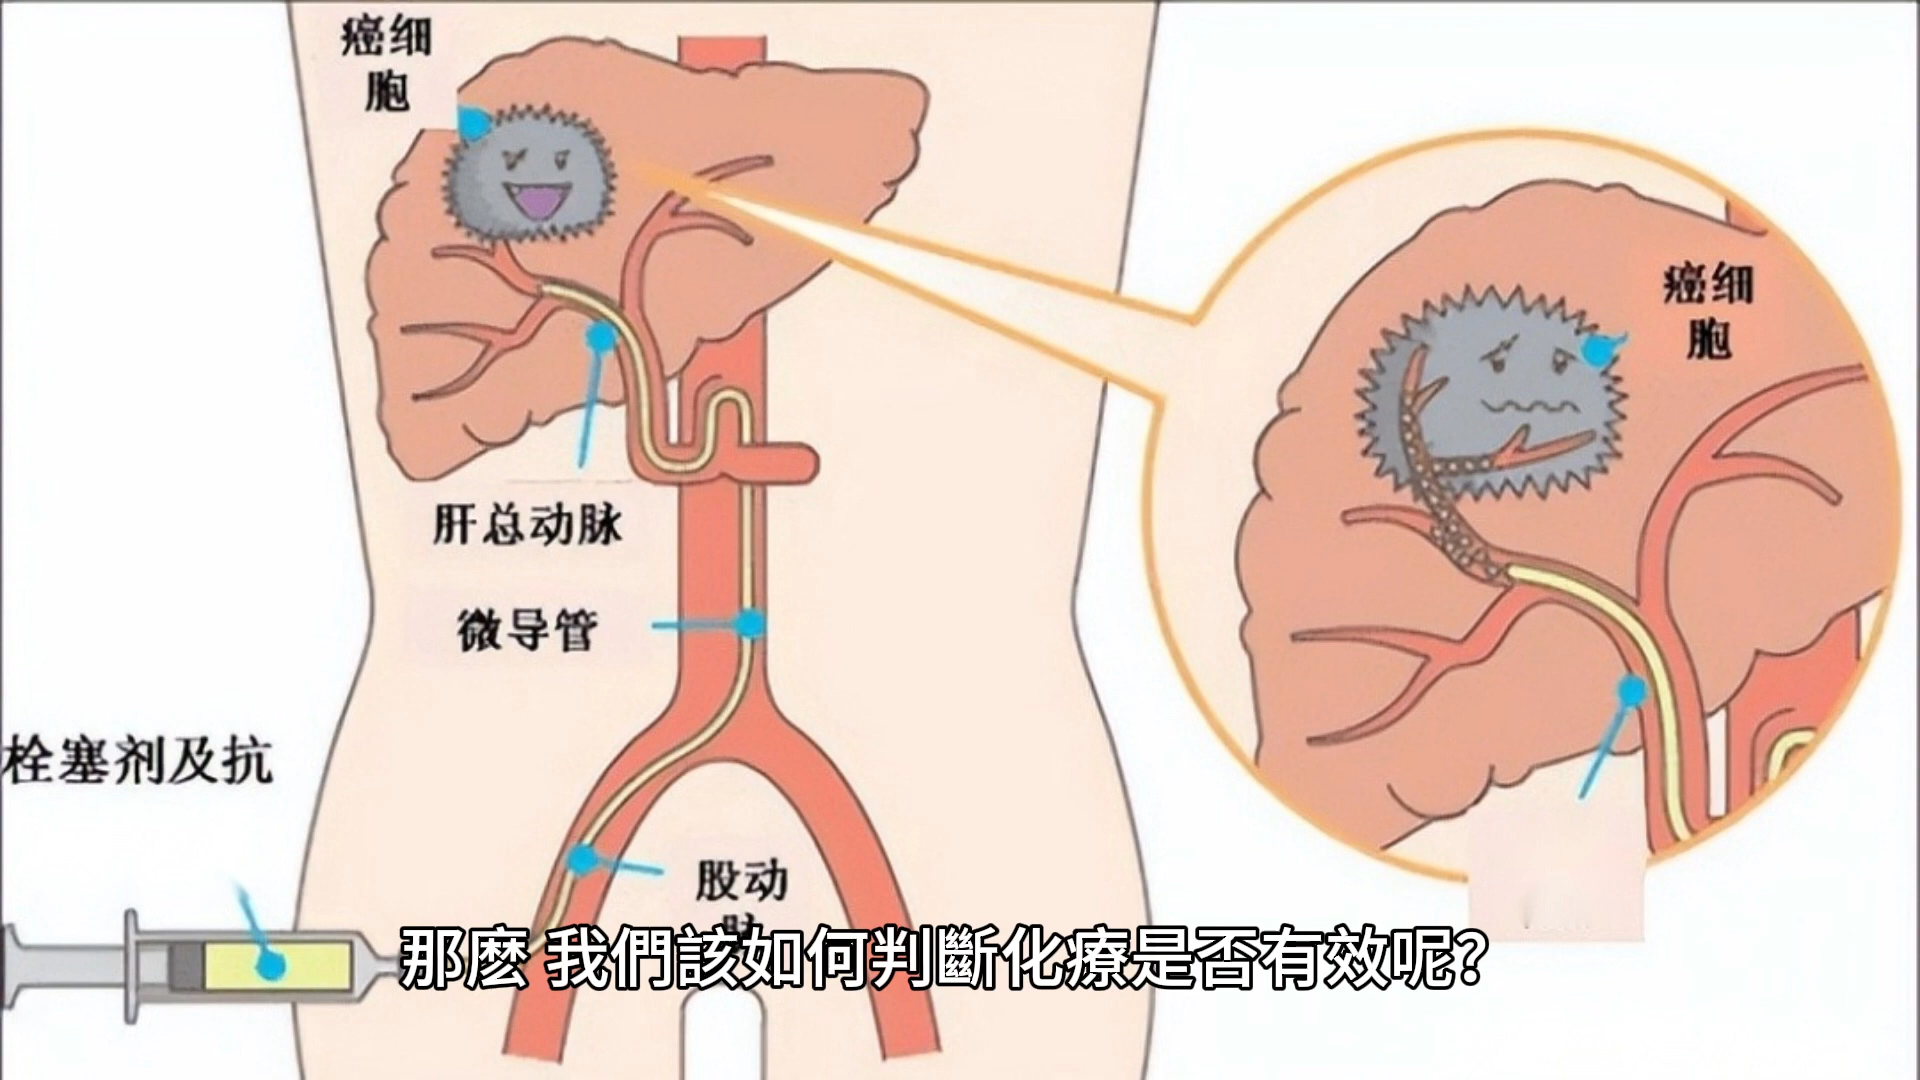 癌细
胞
癌细
胞
肝总动脉
微导管
栓塞剂及抗
股动
那麽 我們該如何判斷化療是否有效呢?